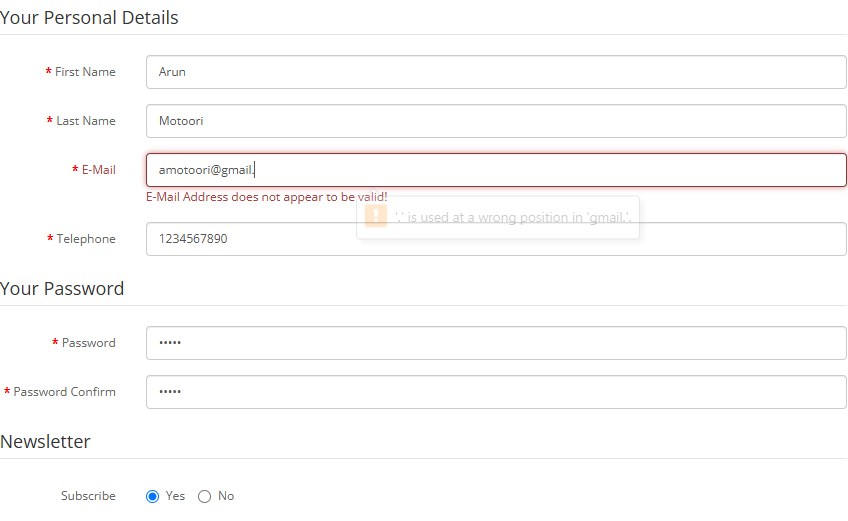 Your Personal Details
* First Name Arun
* Last Name Motoori
* E-Mail amotoori@gmail.
E-Mail Address does not appear to be valid!
! '.' is used at a wrong position in 'gmail.'.
* Telephone 1234567890
Your Password
* Password •••••
* Password Confirm •••••
Newsletter
Subscribe Yes No